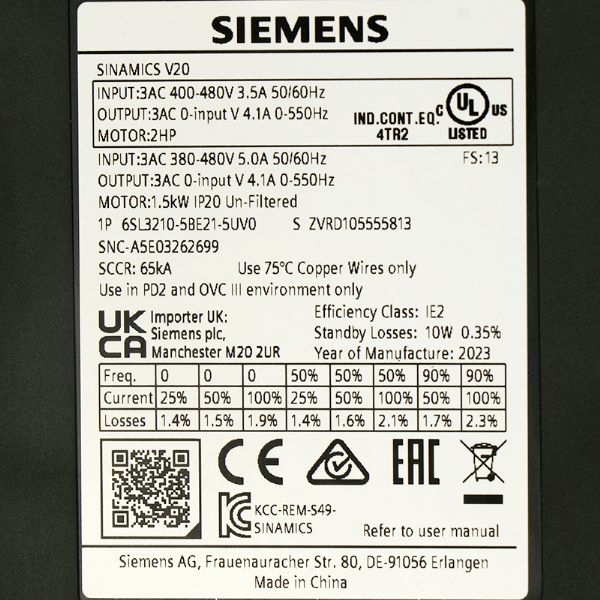 SIEMENS
SINAMICS V20
INPUT:3AC 400-480V 3.5A 50/60Hz
OUTPUT:3AC 0-input V 4.1A 0-550Hz
MOTOR:2HP
IND.CONT.EQ.
4TR2
C UL US
LISTED
INPUT:3AC 380-480V 5.0A 50/60Hz FS:13
OUTPUT:3AC 0-input V 4.1A 0-550Hz
MOTOR:1.5kW IP20 Un-Filtered
1P 6SL3210-5BE21-5UV0 S ZVRD105555813
SNC-A5E03262699
SCCR: 65kA Use 75℃ Copper Wires only
Use in PD2 and OVC III environment only
UK
CA
Importer UK:
Siemens plc,
Manchester M20 2UR
Efficiency Class: IE2
Standby Losses: 10W 0.35%
Year of Manufacture: 2023
Freq. 0 0 0 50% 50% 50% 90% 90%
Current 25% 50% 100% 25% 50% 100% 50% 100%
Losses 1.4% 1.5% 1.9% 1.4% 1.6% 2.1% 1.7% 2.3%
CE EAC
KC
KCC-REM-S49-
SINAMICS
Refer to user manual
Siemens AG, Frauenauracher Str. 80, DE-91056 Erlangen
Made in China